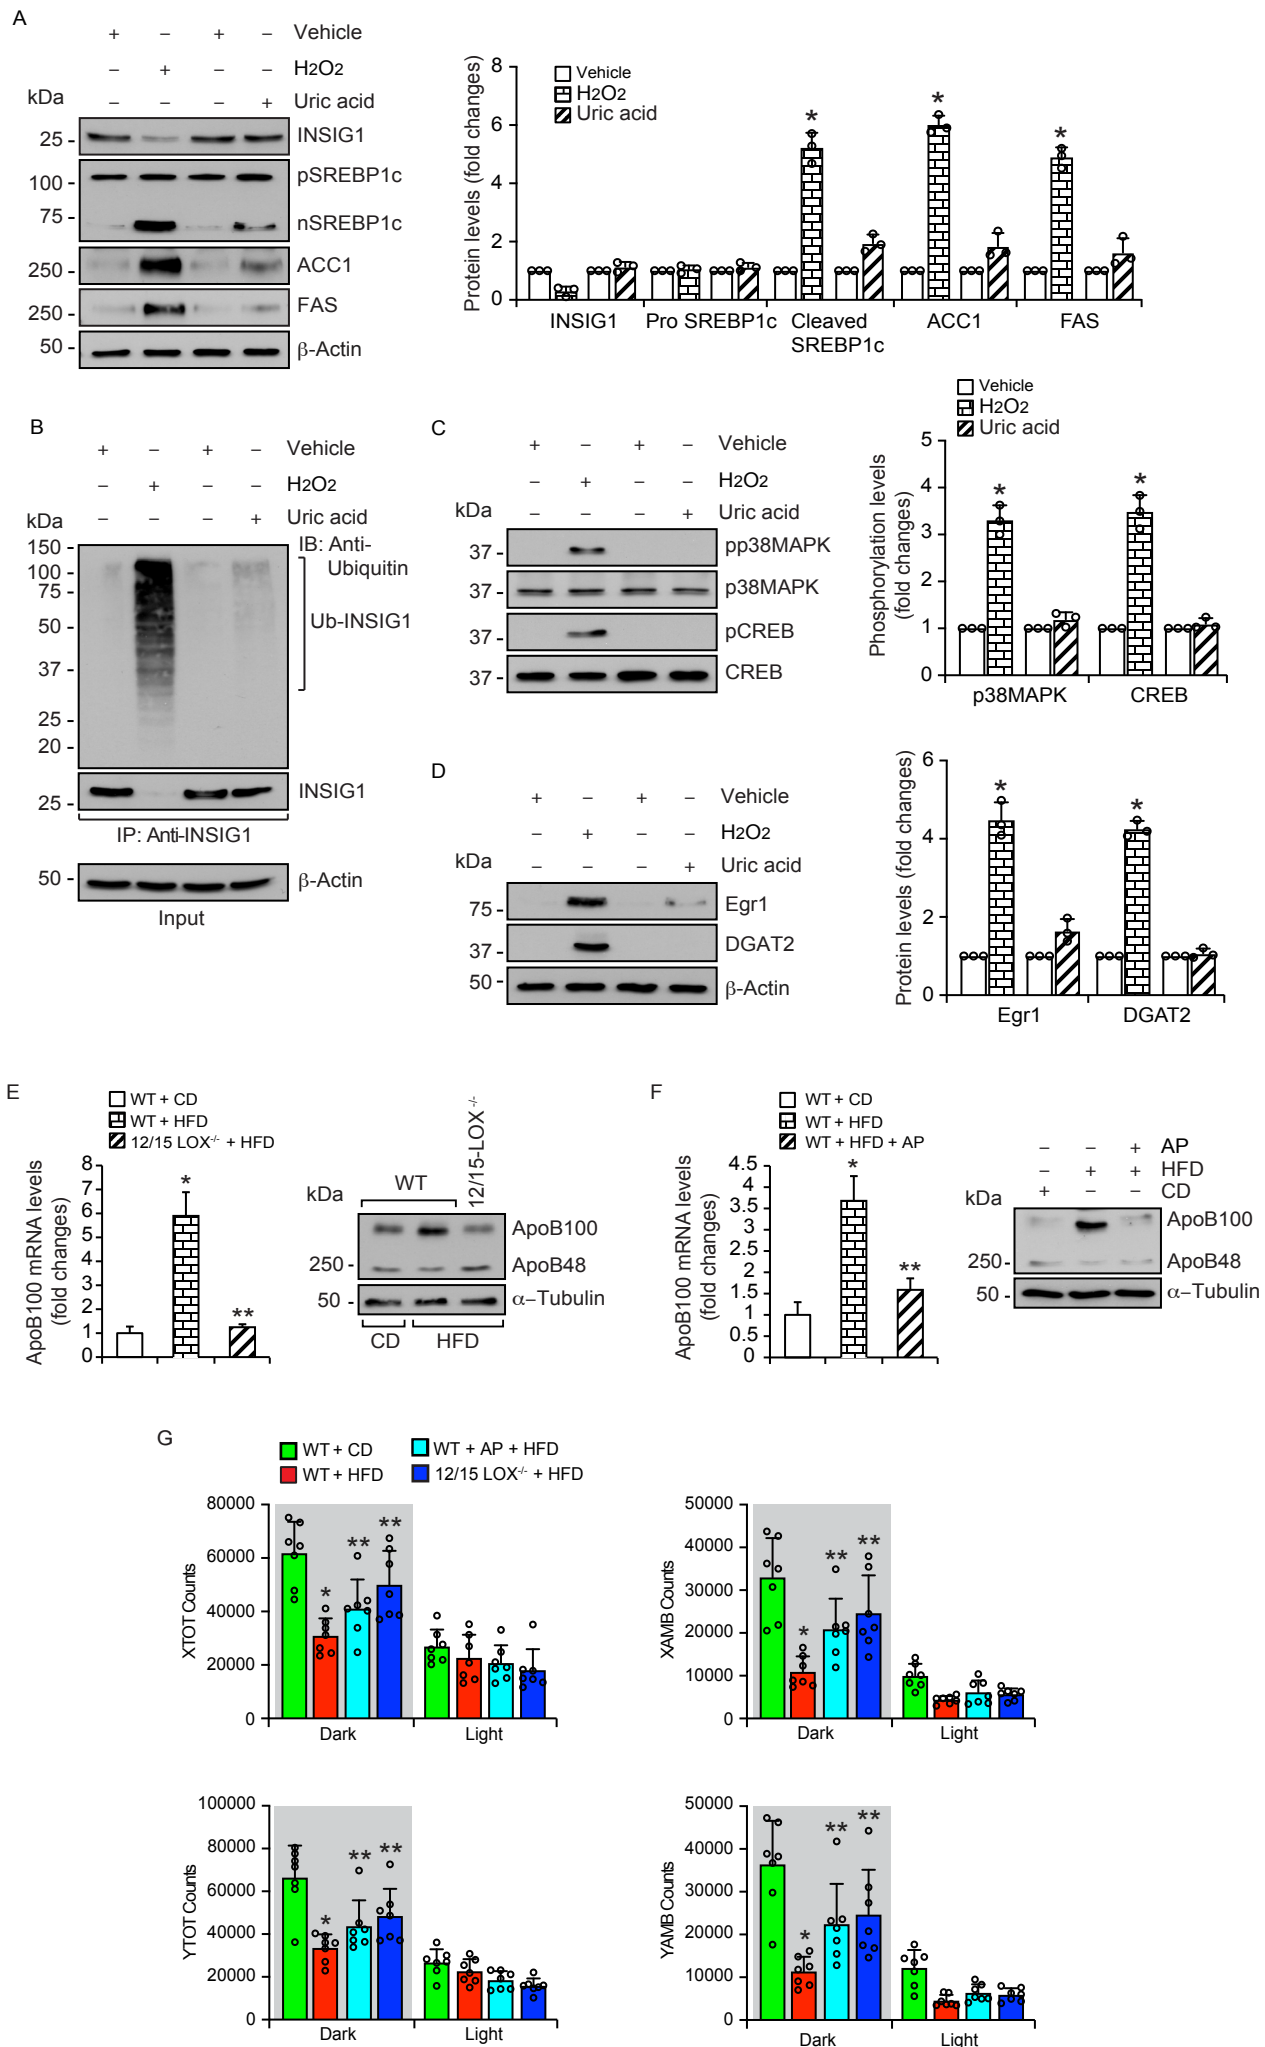 A
+ – + – Vehicle
– + – – H2O2
kDa – – – + Uric acid
25 - INSIG1
100 - pSREBP1c
75 - nSREBP1c
250 - ACC1
250 - FAS
50 - β-Actin
Protein levels (fold changes)
8
6
4
2
0
Vehicle
H2O2
Uric acid
* * *
INSIG1 Pro SREBP1c Cleaved SREBP1c ACC1 FAS
B
+ – + – Vehicle
– + – – H2O2
kDa – – – + Uric acid
150 - IB: Anti-
100 - Ubiquitin
75 -
50 - Ub-INSIG1
37 -
25 -
20 -
25 - INSIG1
IP: Anti-INSIG1
50 - β-Actin
Input
C
+ – + – Vehicle
– + – – H2O2
kDa – – – + Uric acid
37 - pp38MAPK
37 - p38MAPK
37 - pCREB
37 - CREB
Vehicle
H2O2
Uric acid
Phosphorylation levels
(fold changes)
5
4
3
2
1
0
* *
p38MAPK CREB
D
+ – + – Vehicle
– + – – H2O2
kDa – – – + Uric acid
75 - Egr1
37 - DGAT2
50 - β-Actin
Protein levels (fold changes)
6
4
2
0
* *
Egr1 DGAT2
E
WT + CD
WT + HFD
12/15 LOX-/- + HFD
ApoB100 mRNA levels
(fold changes)
8
7
6
5
4
3
2
1
0
* **
kDa WT 12/15-LOX -/-
ApoB100
250 - ApoB48
50 - α–Tubulin
CD HFD
F
WT + CD
WT + HFD
WT + HFD + AP
ApoB100 mRNA levels
(fold changes)
4.5
4
3.5
3
2.5
2
1.5
1
0.5
0
* **
– – + AP
– + + HFD
kDa + – – CD
ApoB100
250 - ApoB48
50 - α–Tubulin
G
WT + CD WT + AP + HFD
WT + HFD 12/15 LOX-/- + HFD
XTOT Counts
80000
60000
40000
20000
0
* ** **
Dark Light
XAMB Counts
50000
40000
30000
20000
10000
0
* ** **
Dark Light
YTOT Counts
100000
80000
60000
40000
20000
0
* ** **
Dark Light
YAMB Counts
50000
40000
30000
20000
10000
0
* ** **
Dark Light